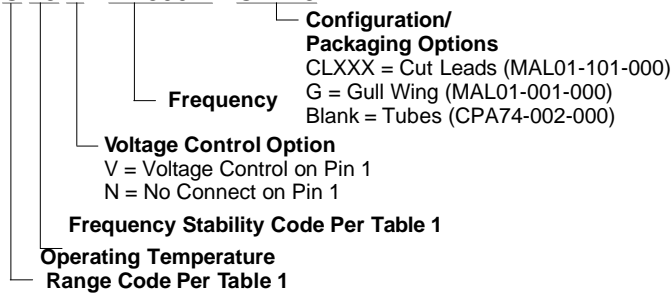 Configuration/
Packaging Options
CLXXX = Cut Leads (MAL01-101-000)
G = Gull Wing (MAL01-001-000)
Blank = Tubes (CPA74-002-000)
Frequency
Voltage Control Option
V = Voltage Control on Pin 1
N = No Connect on Pin 1
Frequency Stability Code Per Table 1
Operating Temperature
Range Code Per Table 1